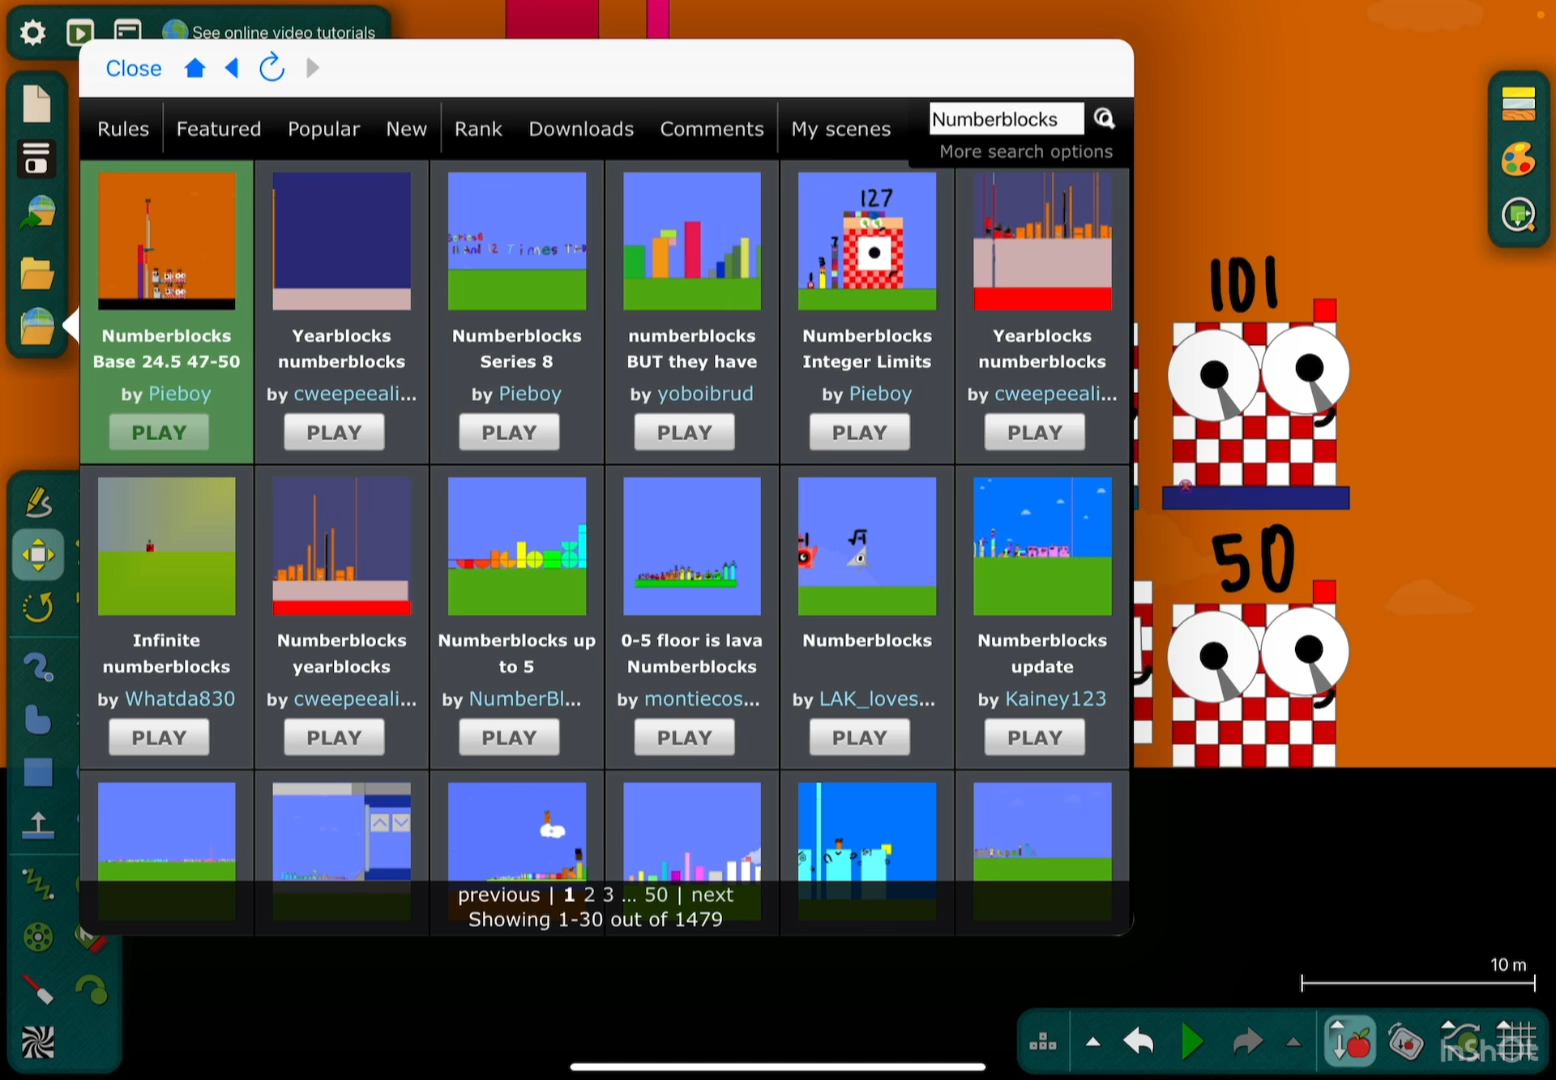 See online video tutorials
Close
Rules Featured Popular New Rank Downloads Comments My scenes Numberblocks
More search options
127
Numberblocks Yearblocks Numberblocks numberblocks Numberblocks Yearblocks
Base 24.5 47-50 numberblocks Series 8 BUT they have Integer Limits numberblocks
by Pieboy by cweepeeali... by Pieboy by yoboibrud by Pieboy by cweepeeali...
PLAY PLAY PLAY PLAY PLAY PLAY
101
50
Infinite Numberblocks Numberblocks up 0-5 floor is lava Numberblocks Numberblocks
numberblocks yearblocks to 5 Numberblocks update
by Whatda830 by cweepeeali... by NumberBl... by montiecos... by LAK_loves... by Kainey123
PLAY PLAY PLAY PLAY PLAY PLAY
previous | 1 2 3 ... 50 | next
Showing 1-30 out of 1479
10 m
InShOt